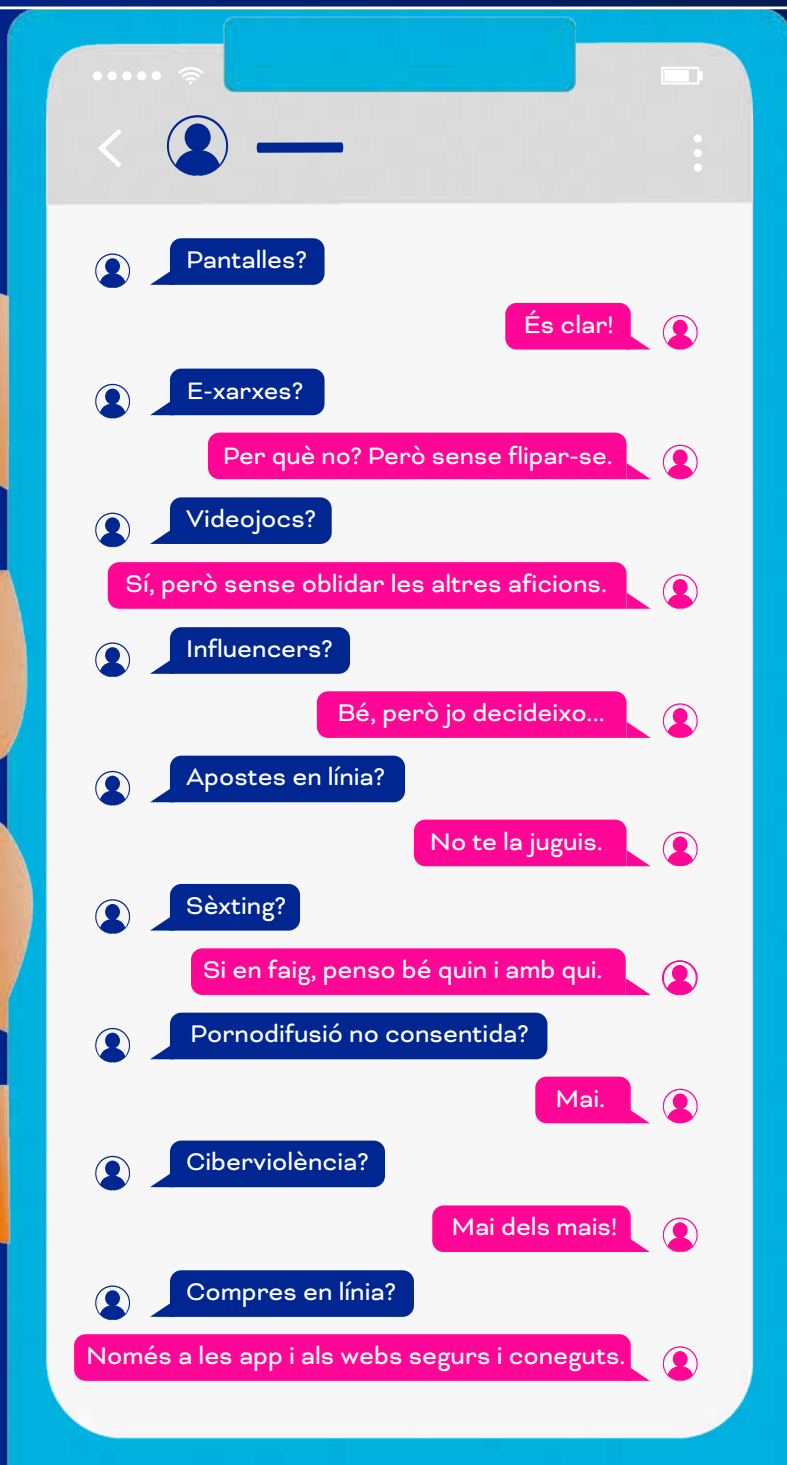 Pantalles?
És clar!
E-xarxes?
Per què no? Però sense flipar-se.
Videojocs?
Sí, però sense oblidar les altres aficions.
Influencers?
Bé, però jo decideixo...
Apostes en línia?
No te la juguis.
Sèxting?
Si en faig, penso bé quin i amb qui.
Pornodifusió no consentida?
Mai.
Ciberviolència?
Mai dels mais!
Compres en línia?
Només a les app i als webs segurs i coneguts.